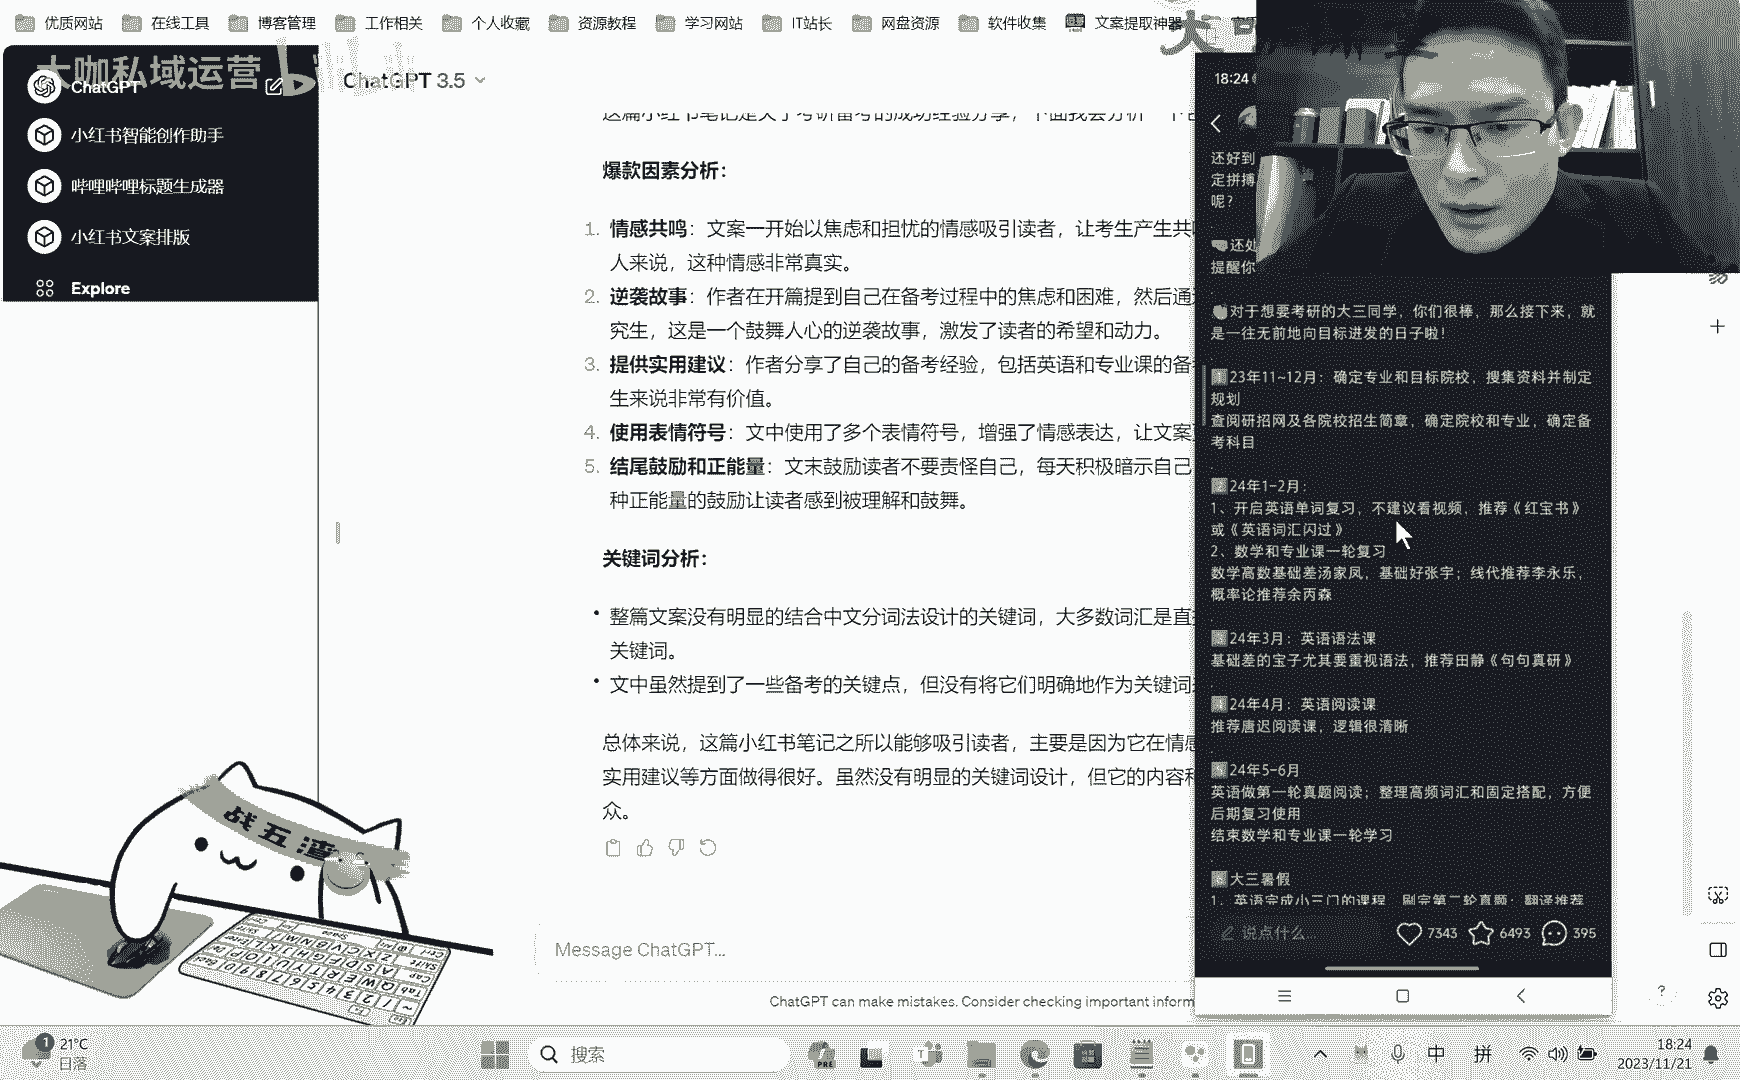 优质网站 在线工具 博客管理 工作相关 个人收藏 资源教程 学习网站 IT站长 网盘资源 软件收集 文案提取神器
大咖私域运营
ChatGPT
小红书智能创作助手
哔哩哔哩标题生成器
小红书文案排版
Explore
ChatGPT 3.5
爆款因素分析：
1. 情感共鸣：文案一开始以焦虑和担忧的情感吸引读者，让考生产生共
人来说，这种情感非常真实。
2. 逆袭故事：作者在开篇提到自己在备考过程中的焦虑和困难，然后通
究生，这是一个鼓舞人心的逆袭故事，激发了读者的希望和动力。
3. 提供实用建议：作者分享了自己的备考经验，包括英语和专业课的备
生来说非常有价值。
4. 使用表情符号：文中使用了多个表情符号，增强了情感表达，让文案
5. 结尾鼓励和正能量：文末鼓励读者不要责怪自己，每天积极暗示自己
种正能量的鼓励让读者感到被理解和鼓舞。
关键词分析：
• 整篇文案没有明显的结合中文分词法设计的关键词，大多数词汇是直
关键词。
• 文中虽然提到了一些备考的关键点，但没有将它们明确地作为关键词
总体来说，这篇小红书笔记之所以能够吸引读者，主要是因为它在情感
实用建议等方面做得很好。虽然没有明显的关键词设计，但它的内容和
众。
Message ChatGPT...
ChatGPT can make mistakes. Consider checking important inform
18:24
还好到
定拼搏
呢？
还处
提醒你
对于想要考研的大三同学，你们很棒，那么接下来，就
是一往无前地向目标进发的日子啦！
1 23年11~12月：确定专业和目标院校，搜集资料并制定
规划
查阅研招网及各院校招生简章，确定院校和专业，确定备
考科目
2 24年1-2月：
1、开启英语单词复习，不建议看视频，推荐《红宝书》
或《英语词汇闪过》
2、数学和专业课一轮复习
数学高数基础差汤家凤，基础好张宇；线代推荐李永乐，
概率论推荐余丙森
3 24年3月：英语语法课
基础差的宝子尤其要重视语法，推荐田静《句句真研》
4 24年4月：英语阅读课
推荐唐迟阅读课，逻辑很清晰
5 24年5-6月
英语做第一轮真题阅读；整理高频词汇和固定搭配，方便
后期复习使用
结束数学和专业课一轮学习
6 大三暑假
1、英语完成小三门的课程，刷完第二轮真题；翻译推荐
说点什么... 7343 6493 395
战五渣
1 21°C
日落
搜索
中 拼
18:24
2023/11/21